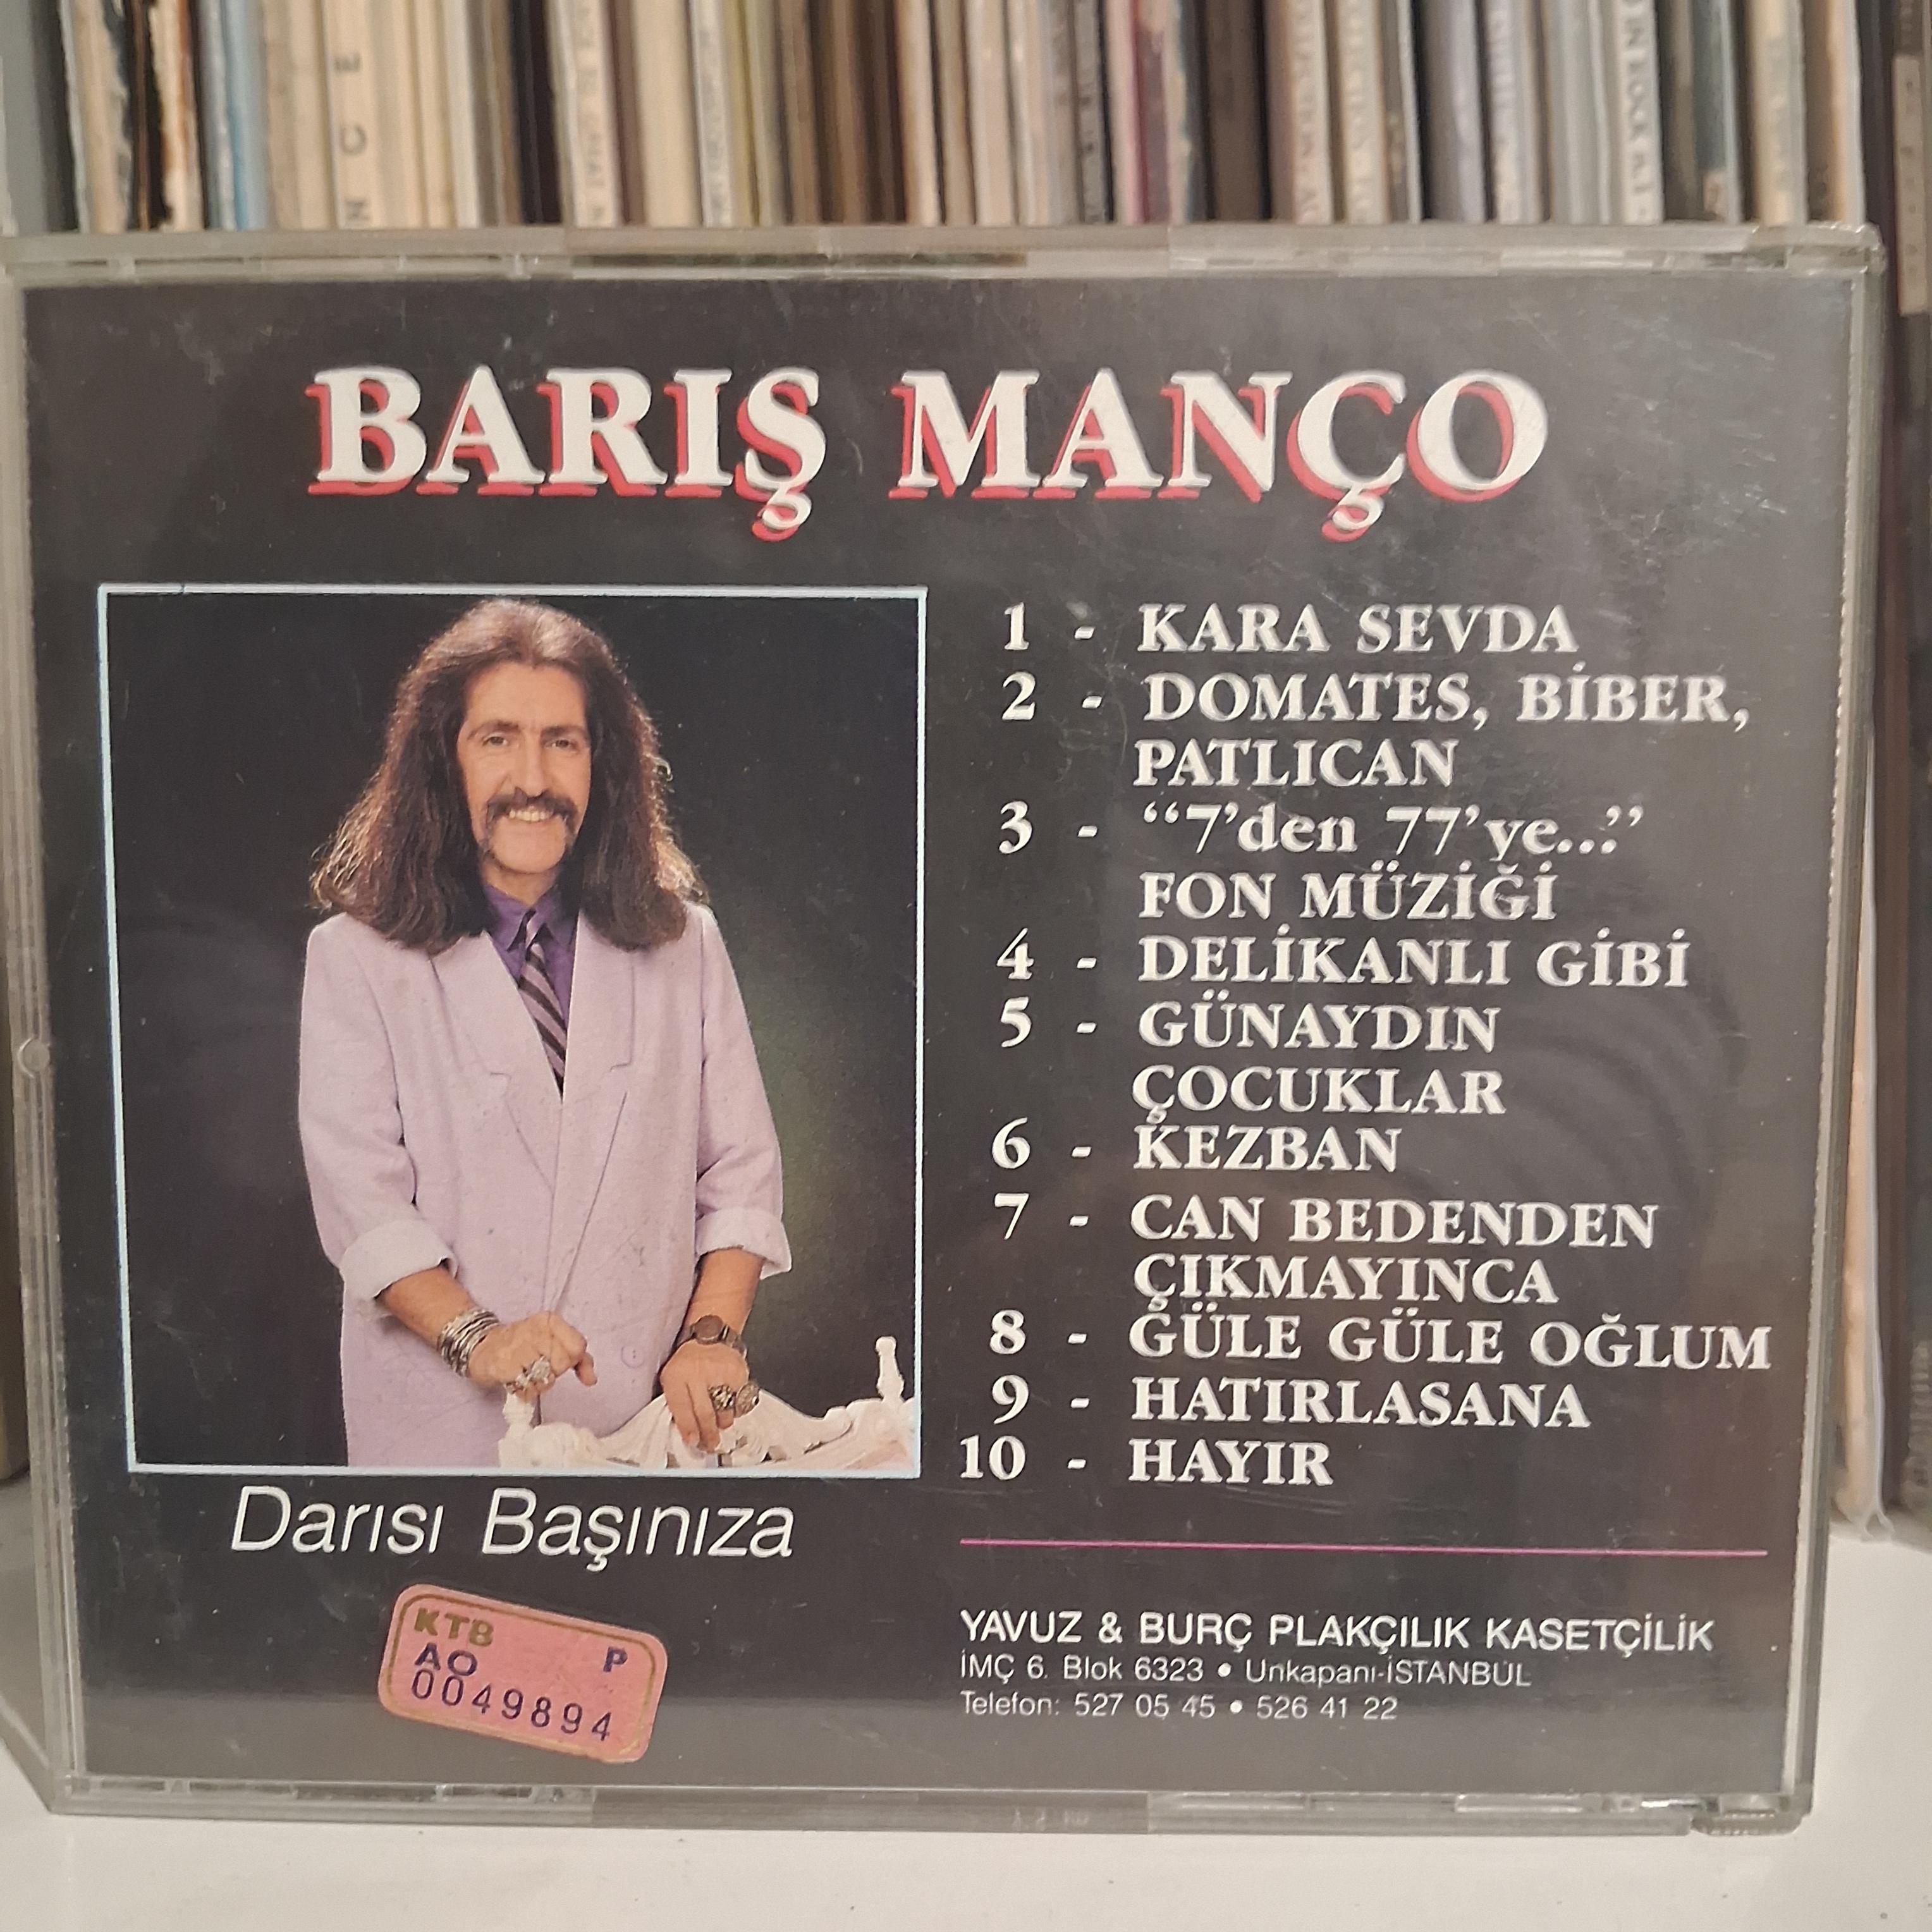 NCE
IN ROCK
BARIŞ MANÇO
1 - KARA SEVDA
2 - DOMATES, BİBER,
PATLICAN
3 - “7’den 77’ye...”
FON MÜZİĞİ
4 - DELİKANLI GİBİ
5 - GÜNAYDIN
ÇOCUKLAR
6 - KEZBAN
7 - CAN BEDENDEN
ÇIKMAYINCA
8 - GÜLE GÜLE OĞLUM
9 - HATIRLASANA
10 - HAYIR
Darısı Başınıza
KTB
AO P
0049894
YAVUZ & BURÇ PLAKÇILIK KASETÇİLİK
İMÇ 6. Blok 6323 • Unkapanı-İSTANBUL
Telefon: 527 05 45 • 526 41 22